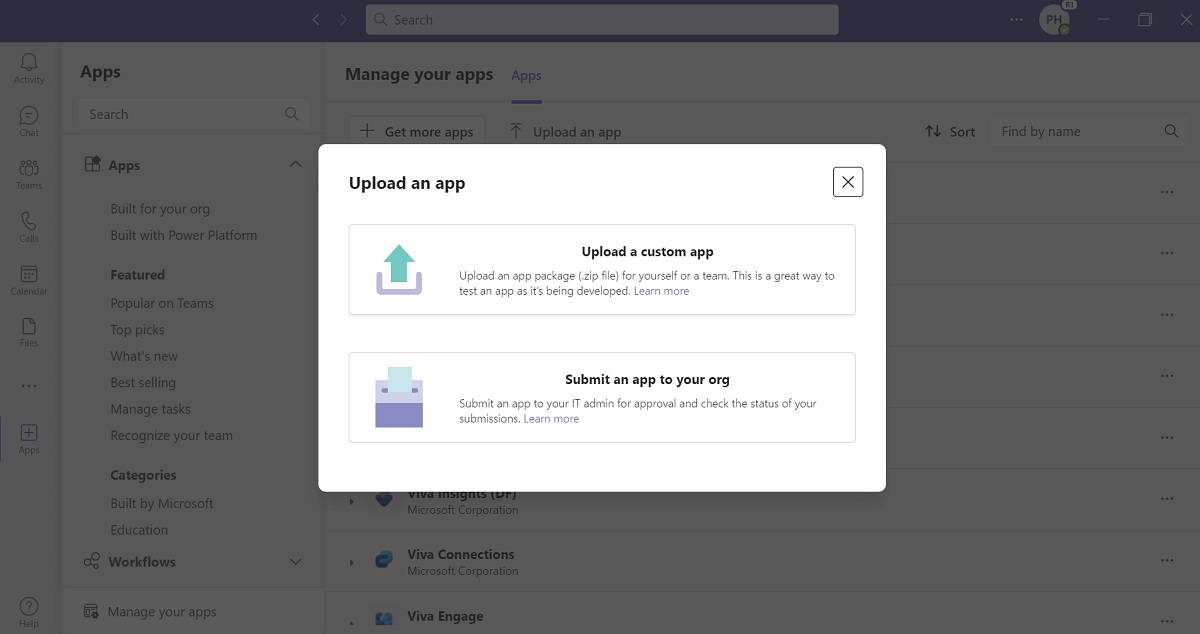 Search
PH
R1
Activity
Chat
Teams
Calls
Calendar
Files
Apps
Help
Apps
Search
Apps
Built for your org
Built with Power Platform
Featured
Popular on Teams
Top picks
What's new
Best selling
Manage tasks
Recognize your team
Categories
Built by Microsoft
Education
Workflows
Manage your apps
Manage your apps
Apps
Get more apps
Upload an app
Sort
Find by name
Upload an app
Upload a custom app
Upload an app package (.zip file) for yourself or a team. This is a great way to
test an app as it's being developed. Learn more
Submit an app to your org
Submit an app to your IT admin for approval and check the status of your
submissions. Learn more
Viva Insights (DF)
Microsoft Corporation
Viva Connections
Microsoft Corporation
Viva Engage